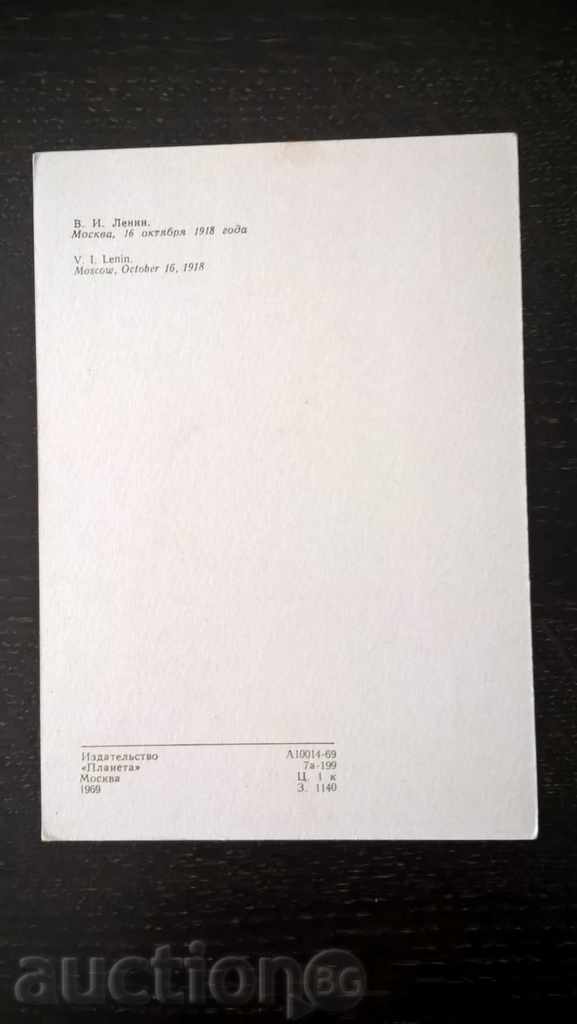 В. И. Ленин.
Москва, 16 октября 1918 года
V. I. Lenin.
Moscow, October 16, 1918
Издательство
«Планета»
Москва
1969
А10014-69
7а-199
Ц. 1 к
З. 1140
auctionBG